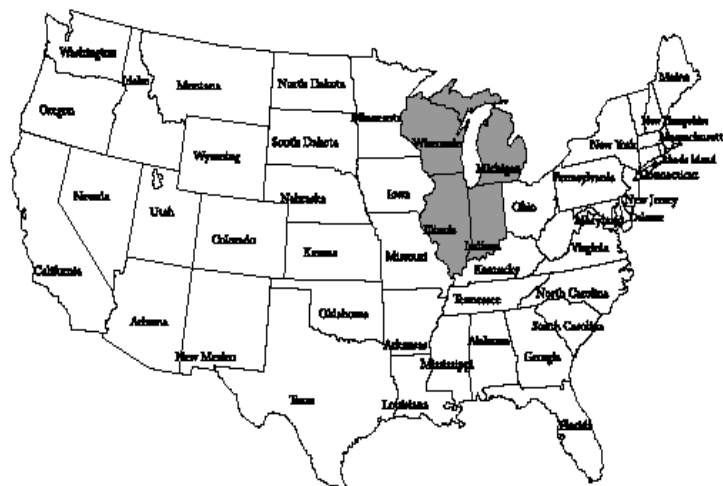 Washington
Idaho
Montana
North Dakota
Minnesota
Maine
Oregon
Wyoming
South Dakota
Wisconsin
Michigan
New York
New Hampshire
Massachusetts
Rhode Island
Connecticut
Nevada
Utah
Colorado
Nebraska
Iowa
Illinois
Indiana
Ohio
Pennsylvania
New Jersey
Maryland
California
Kansas
Missouri
Kentucky
Virginia
Arizona
New Mexico
Oklahoma
Arkansas
Tennessee
North Carolina
South Carolina
Mississippi
Alabama
Georgia
Texas
Louisiana
Florida